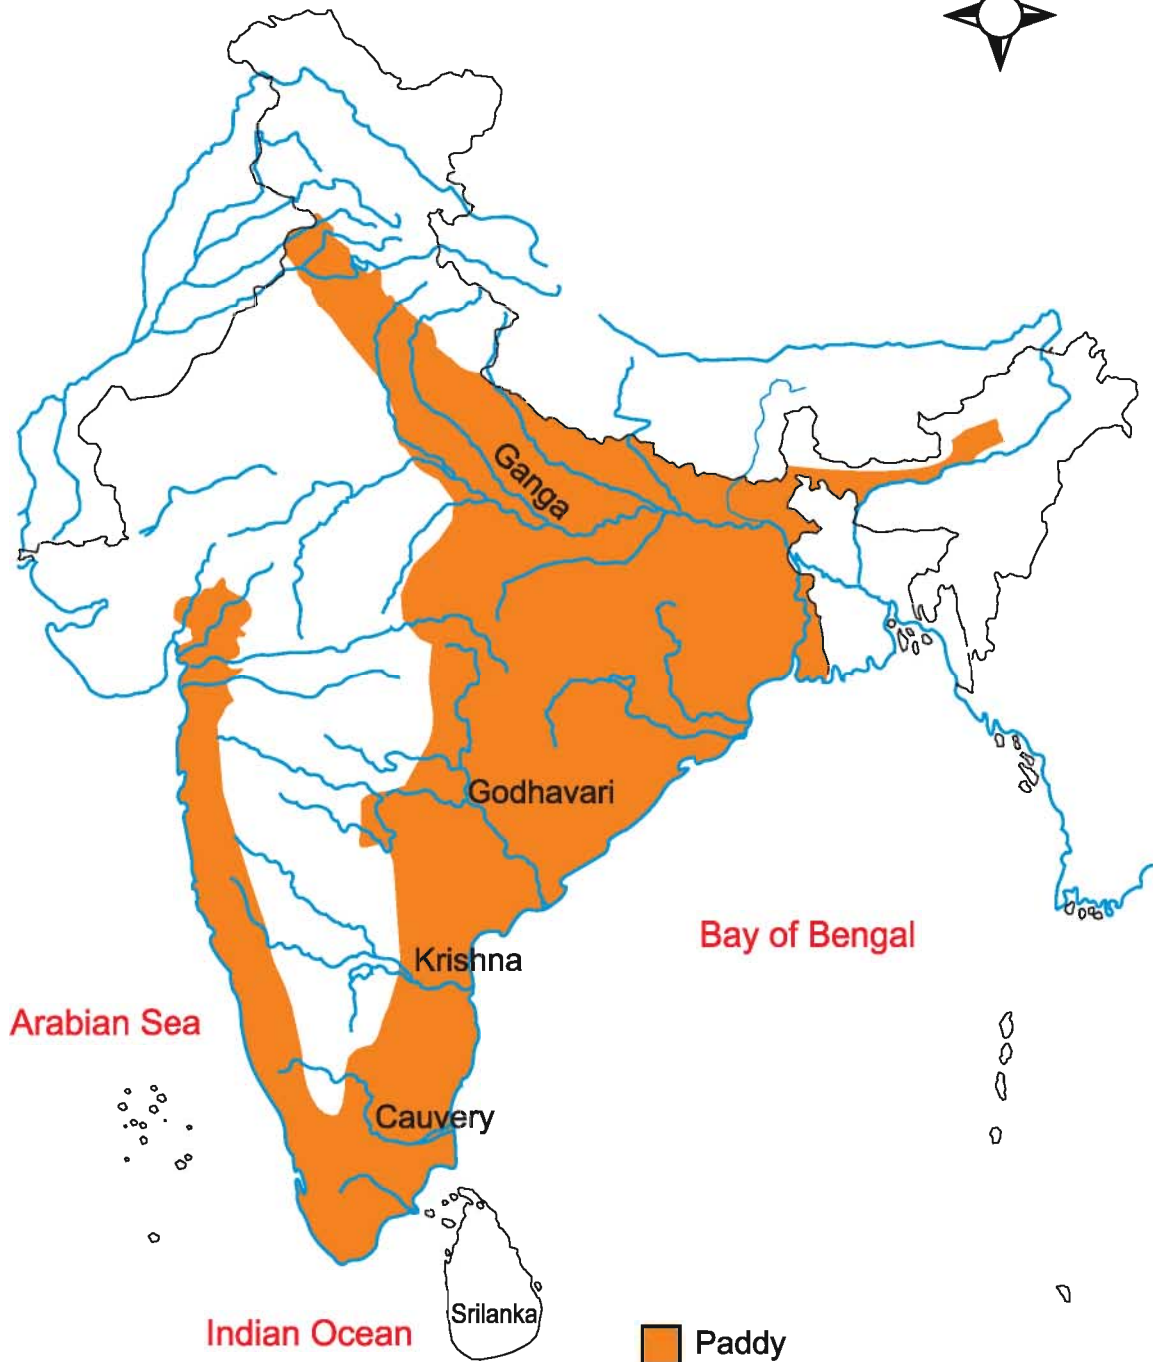 Ganga
Godhavari
Bay of Bengal
Krishna
Arabian Sea
Cauvery
Srilanka
Indian Ocean
Paddy